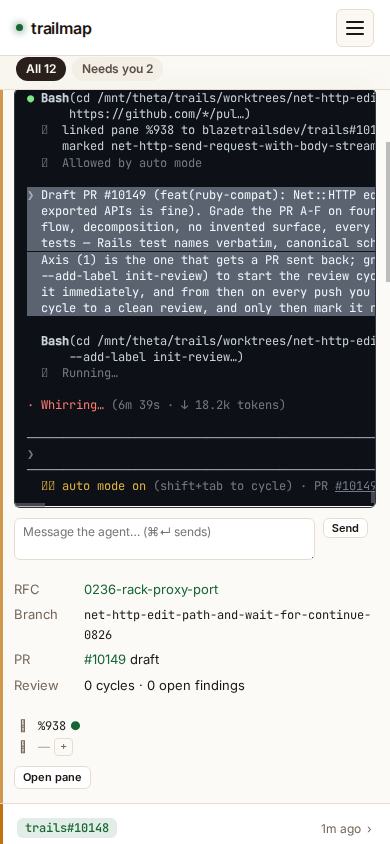 trailmap
All 12 Needs you 2
● Bash(cd /mnt/theta/trails/worktrees/net-http-edi
https://github.com/*/pul…)
linked pane %938 to blazetrailsdev/trails#101
marked net-http-send-request-with-body-stream
Allowed by auto mode
❯ Draft PR #10149 (feat(ruby-compat): Net::HTTP ed
exported APIs is fine). Grade the PR A-F on four
flow, decomposition, no invented surface, every
tests — Rails test names verbatim, canonical sch
Axis (1) is the one that gets a PR sent back; gr
--add-label init-review) to start the review cyc
it immediately, and from then on every push you
cycle to a clean review, and only then mark it r
Bash(cd /mnt/theta/trails/worktrees/net-http-edi
--add-label init-review…)
Running…
· Whirring… (6m 39s · ↓ 18.2k tokens)
❯
auto mode on (shift+tab to cycle) · PR #10149
Message the agent… (⌘↵ sends)
Send
RFC 0236-rack-proxy-port
Branch net-http-edit-path-and-wait-for-continue-
0826
PR #10149 draft
Review 0 cycles · 0 open findings
%938
— +
Open pane
trails#10148 1m ago ›